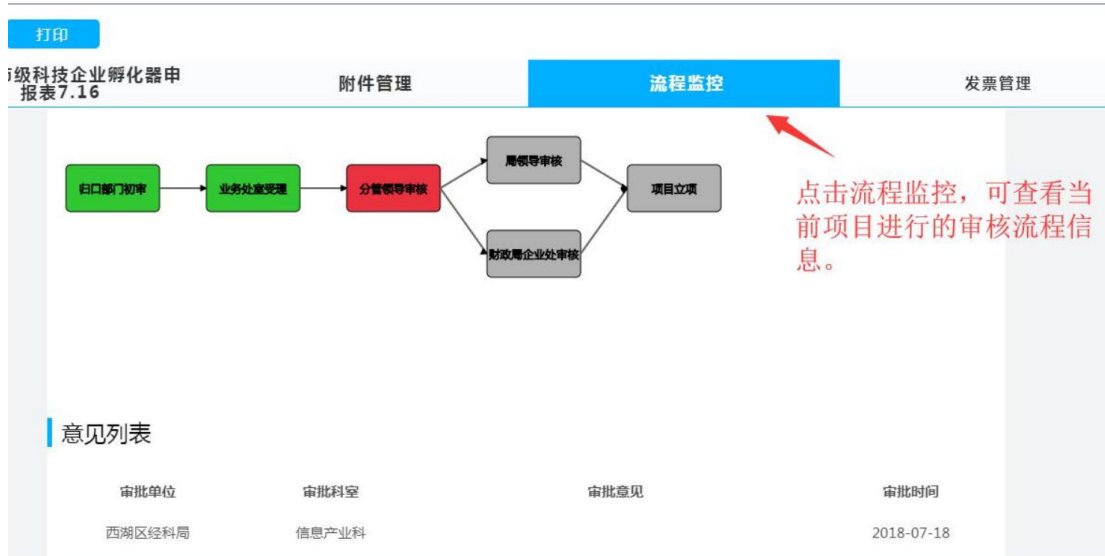 打印
市级科技企业孵化器申
报表7.16
附件管理
流程监控
发票管理
归口部门初审
业务处室受理
分管领导审核
局领导审核
财政局企业处审核
项目立项
点击流程监控，可查看当
前项目进行的审核流程信
息。
意见列表
审批单位 审批科室 审批意见 审批时间
西湖区经科局 信息产业科 2018-07-18